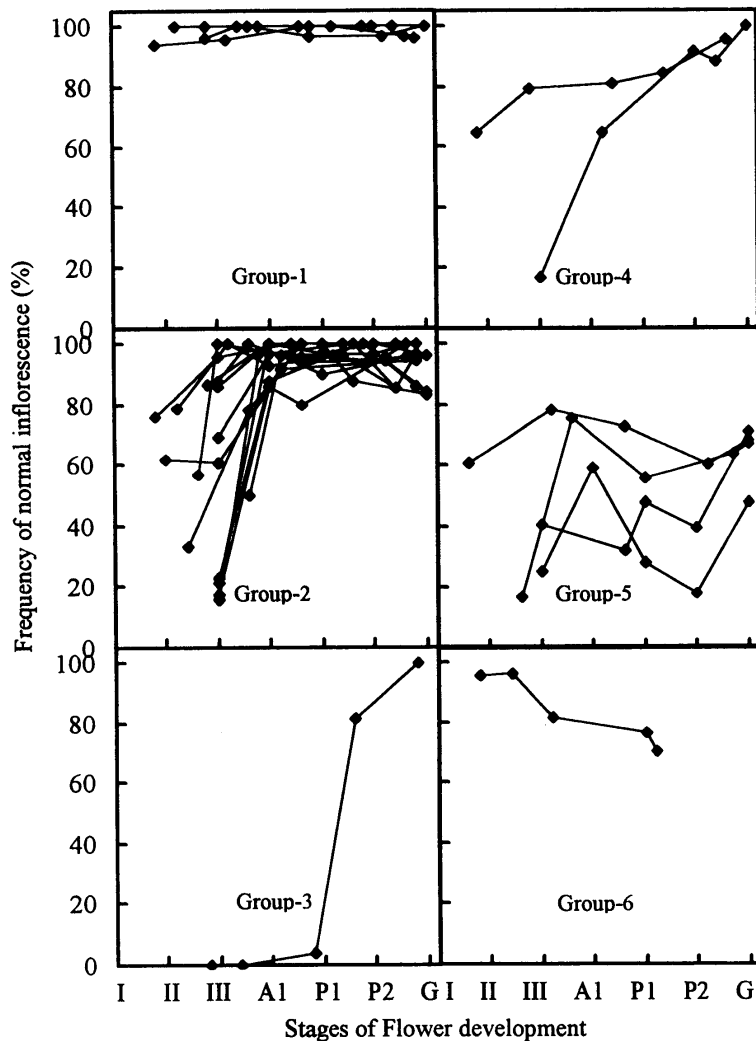 Frequency of normal inflorescence (%)
100
80
60
40
20
0
Group-1
Group-4
100
80
60
40
20
0
Group-2
Group-5
100
80
60
40
20
0
Group-3
Group-6
I II III A1 P1 P2 G I II III A1 P1 P2 G
Stages of Flower development